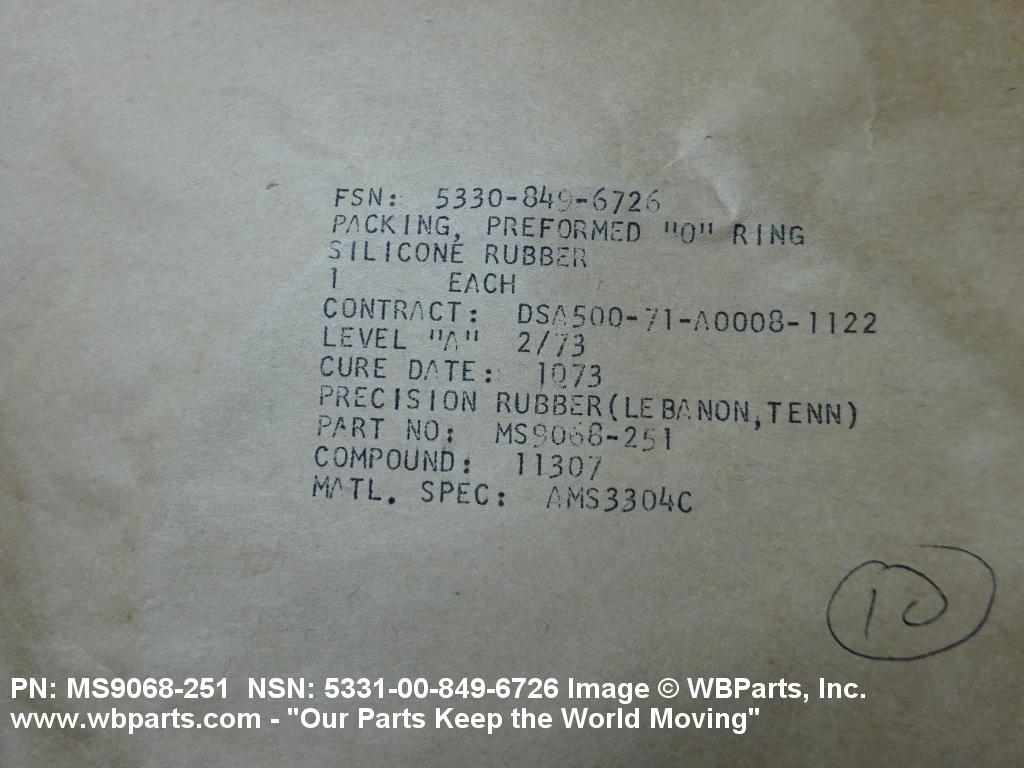 FSN: 5330-849-6726
PACKING, PREFORMED "O" RING
SILICONE RUBBER
1 EACH
CONTRACT: DSA500-71-A0008-1122
LEVEL "A" 2/73
CURE DATE: 1Q73
PRECISION RUBBER(LEBANON,TENN)
PART NO: MS9068-251
COMPOUND: 11307
MATL. SPEC: AMS3304C
10
PN: MS9068-251 NSN: 5331-00-849-6726 Image © WBParts, Inc.
www.wbparts.com - "Our Parts Keep the World Moving"